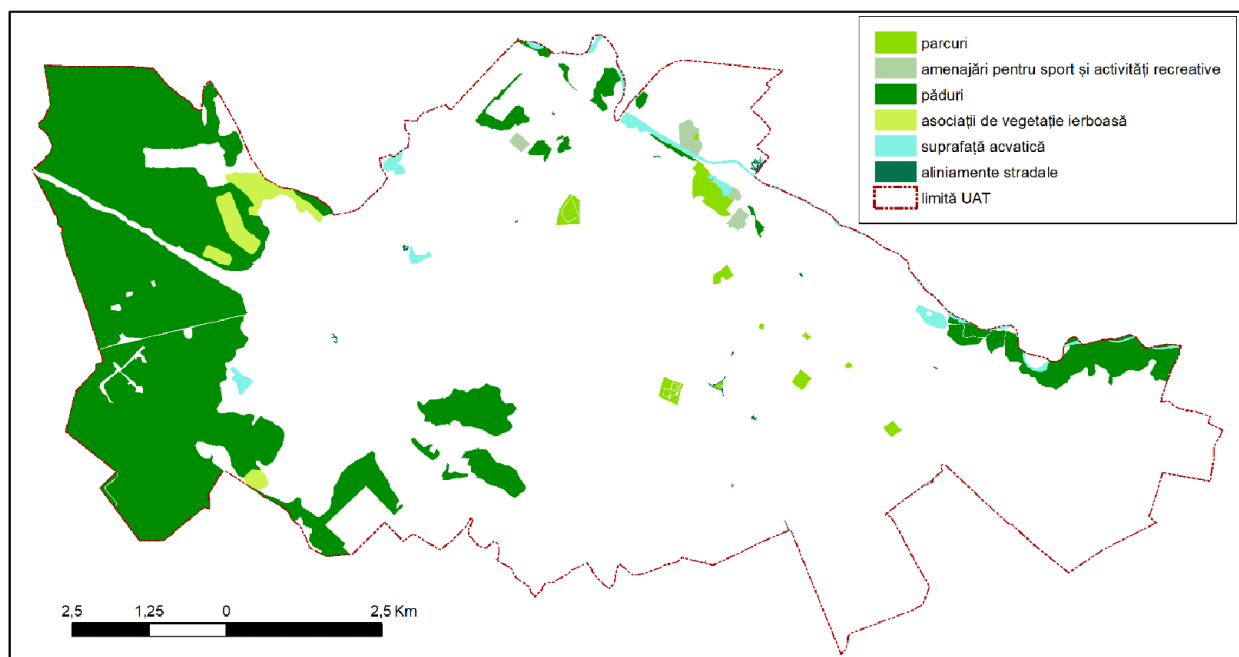 parcuri
amenajări pentru sport și activități recreative
păduri
asociații de vegetație ierboasă
suprafață acvatică
aliniamente stradale
limită UAT
2,5 1,25 0 2,5 Km